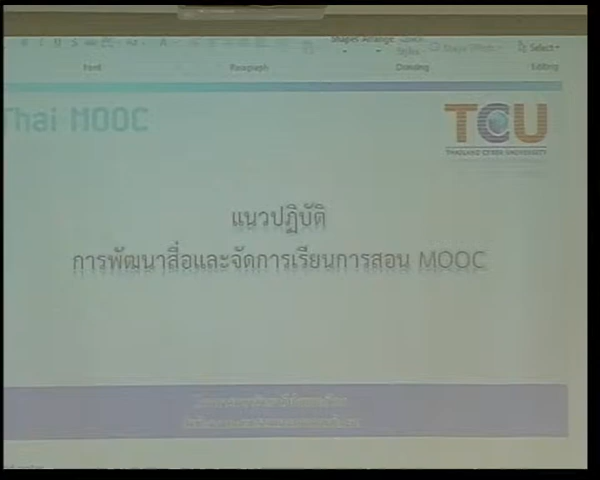 Shapes Arrange Quick
Styles
Select
Font Paragraph Drawing Editing
Thai MOOC
TCU
THAILAND CYBER UNIVERSITY
แนวปฏิบัติ
การพัฒนาสื่อและจัดการเรียนการสอน MOOC